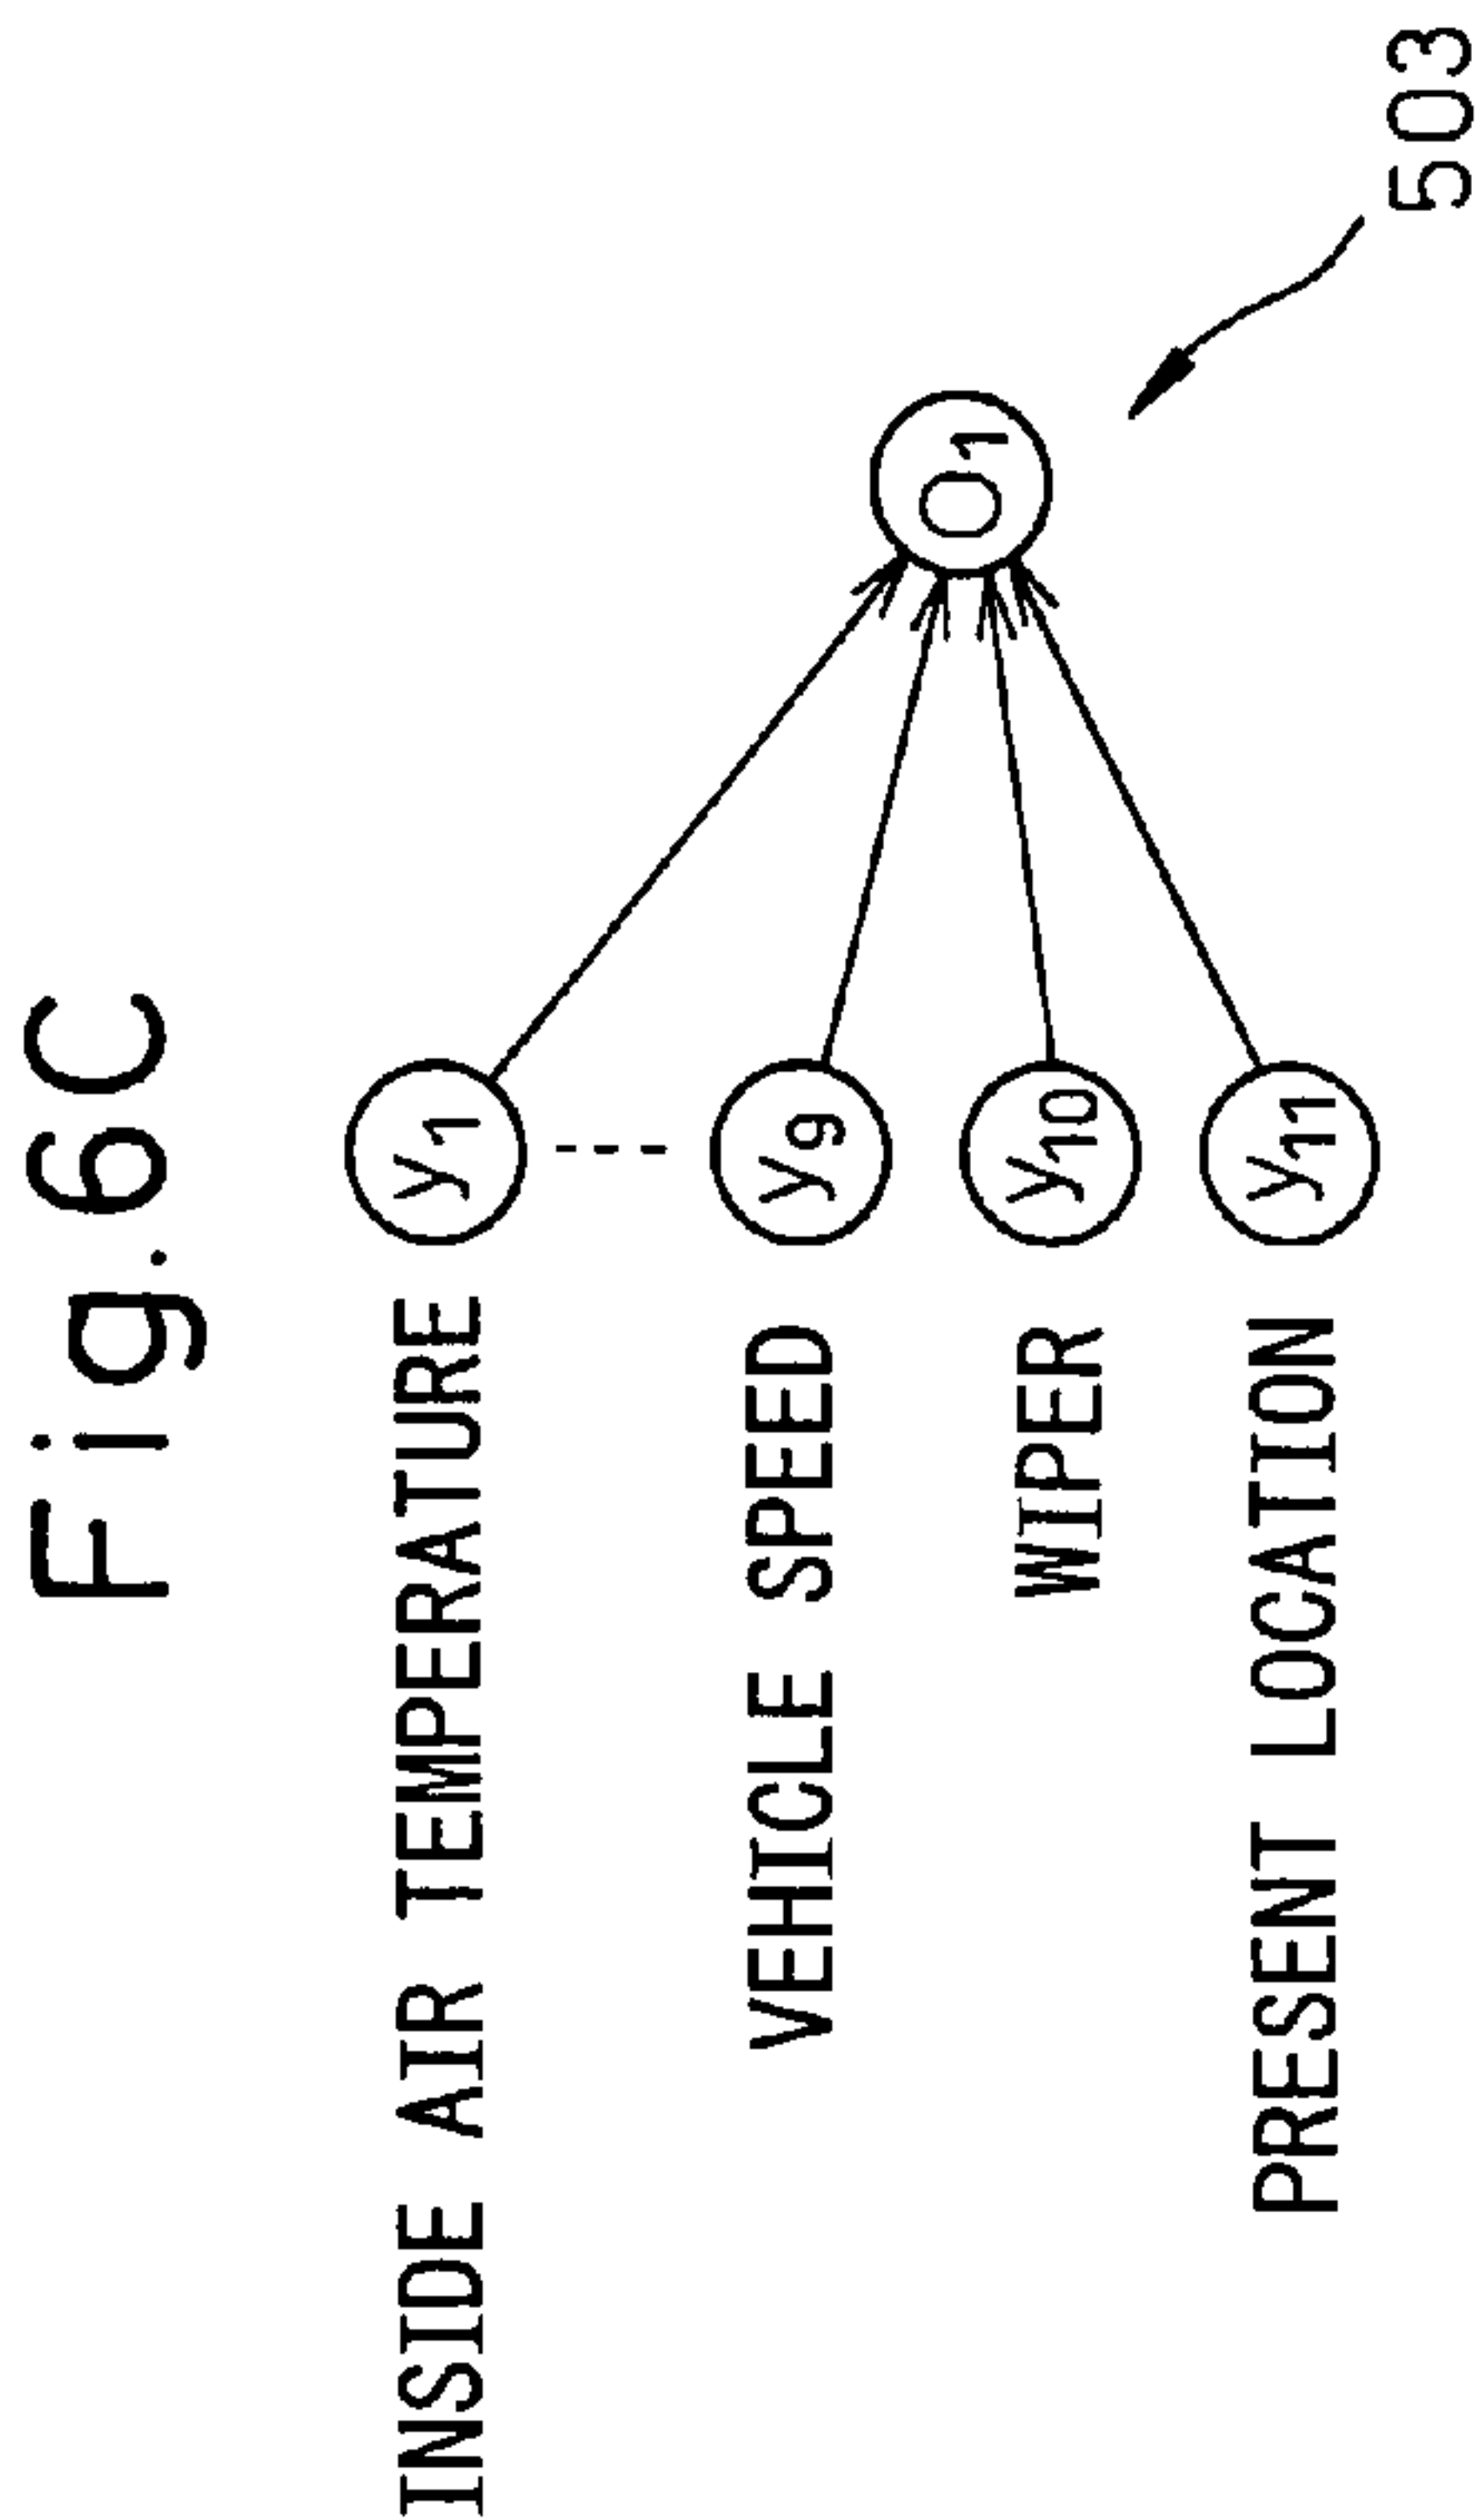 Fig. 6C
INSIDE AIR TEMPERATURE y1
VEHICLE SPEED y9
WIPER y10
PRESENT LOCATION y11
O1
503